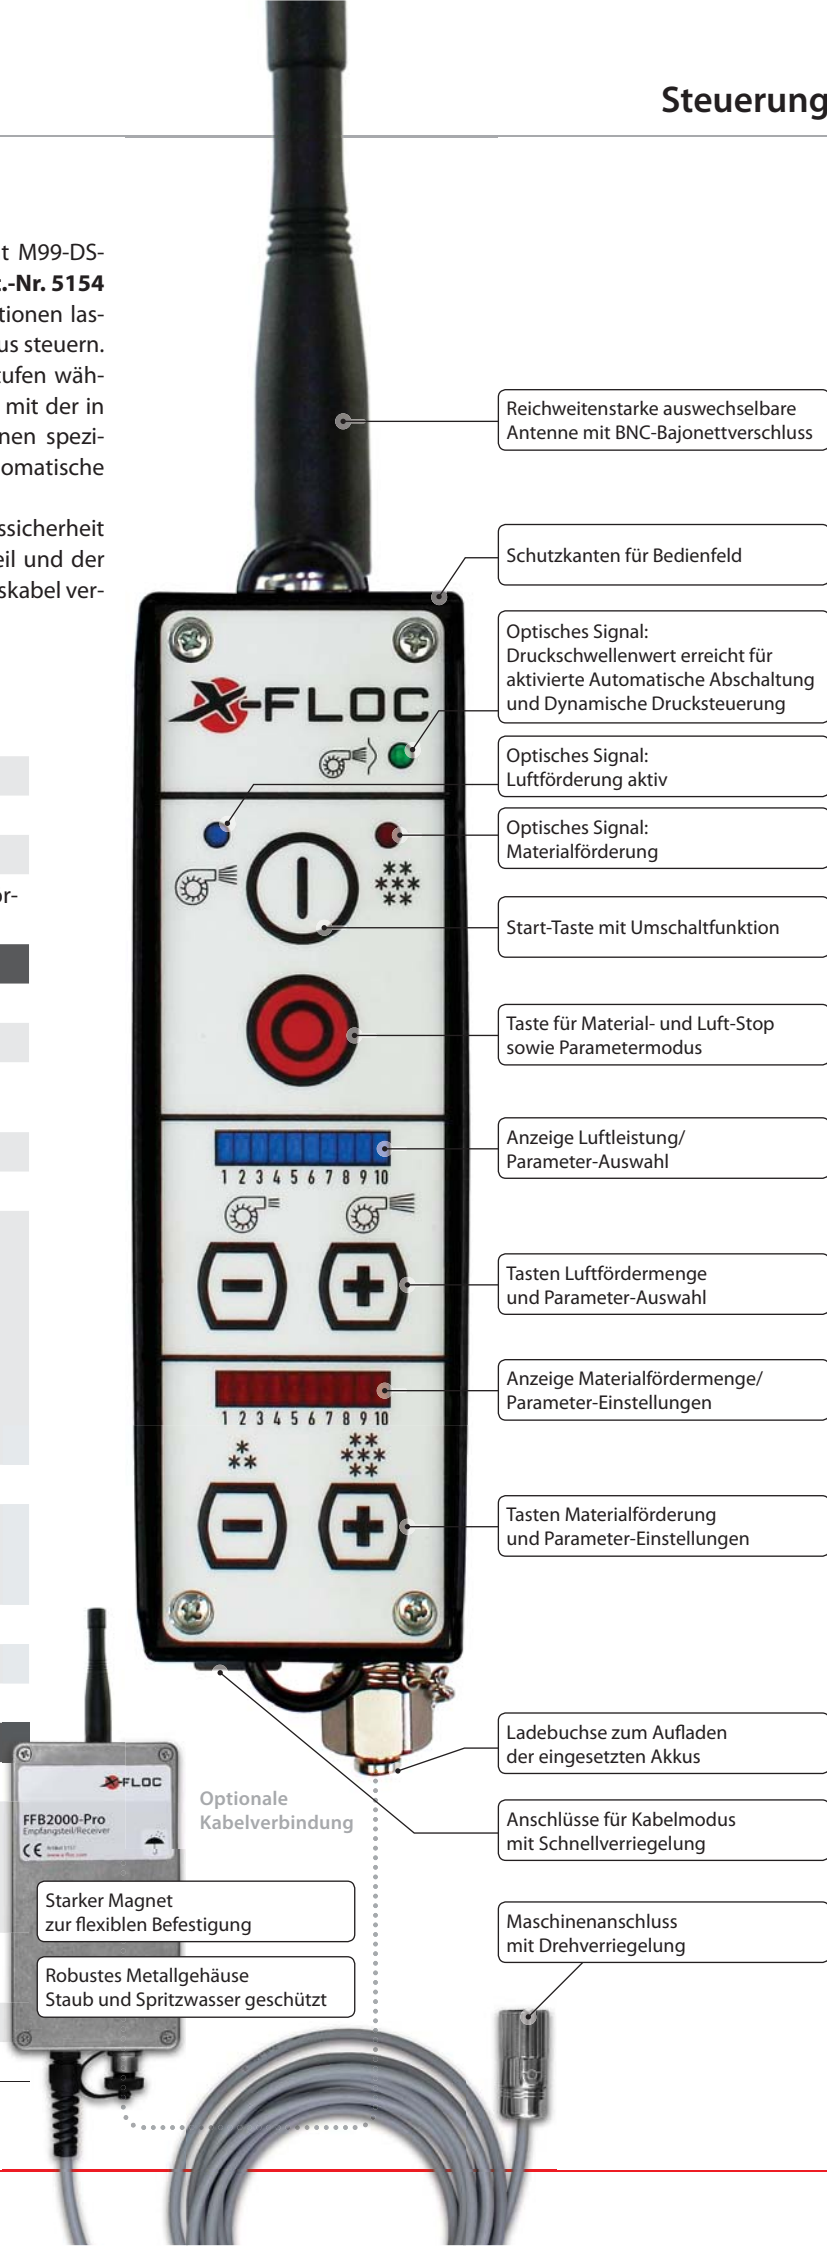 Steuerung
t M99-DS-
.-Nr. 5154
tionen las-
us steuern.
tufen wäh-
mit der in
nen spezi-
omatische
ssicherheit
eil und der
skabel ver-
or-
Reichweitenstarke auswechselbare
Antenne mit BNC-Bajonettverschluss
Schutzkanten für Bedienfeld
Optisches Signal:
Druckschwellenwert erreicht für
aktivierte Automatische Abschaltung
und Dynamische Drucksteuerung
X-FLOC
Optisches Signal:
Luftförderung aktiv
Optisches Signal:
Materialförderung
Start-Taste mit Umschaltfunktion
Taste für Material- und Luft-Stop
sowie Parametermodus
Anzeige Luftleistung/
Parameter-Auswahl
1 2 3 4 5 6 7 8 9 10
Tasten Luftfördermenge
und Parameter-Auswahl
Anzeige Materialfördermenge/
Parameter-Einstellungen
1 2 3 4 5 6 7 8 9 10
Tasten Materialförderung
und Parameter-Einstellungen
Ladebuchse zum Aufladen
der eingesetzten Akkus
Optionale
Kabelverbindung
Anschlüsse für Kabelmodus
mit Schnellverriegelung
X-FLOC
FFB2000-Pro
Empfangsteil/Receiver
CE
www.x-floc.com
Starker Magnet
zur flexiblen Befestigung
Robustes Metallgehäuse
Staub und Spritzwasser geschützt
Maschinenanschluss
mit Drehverriegelung